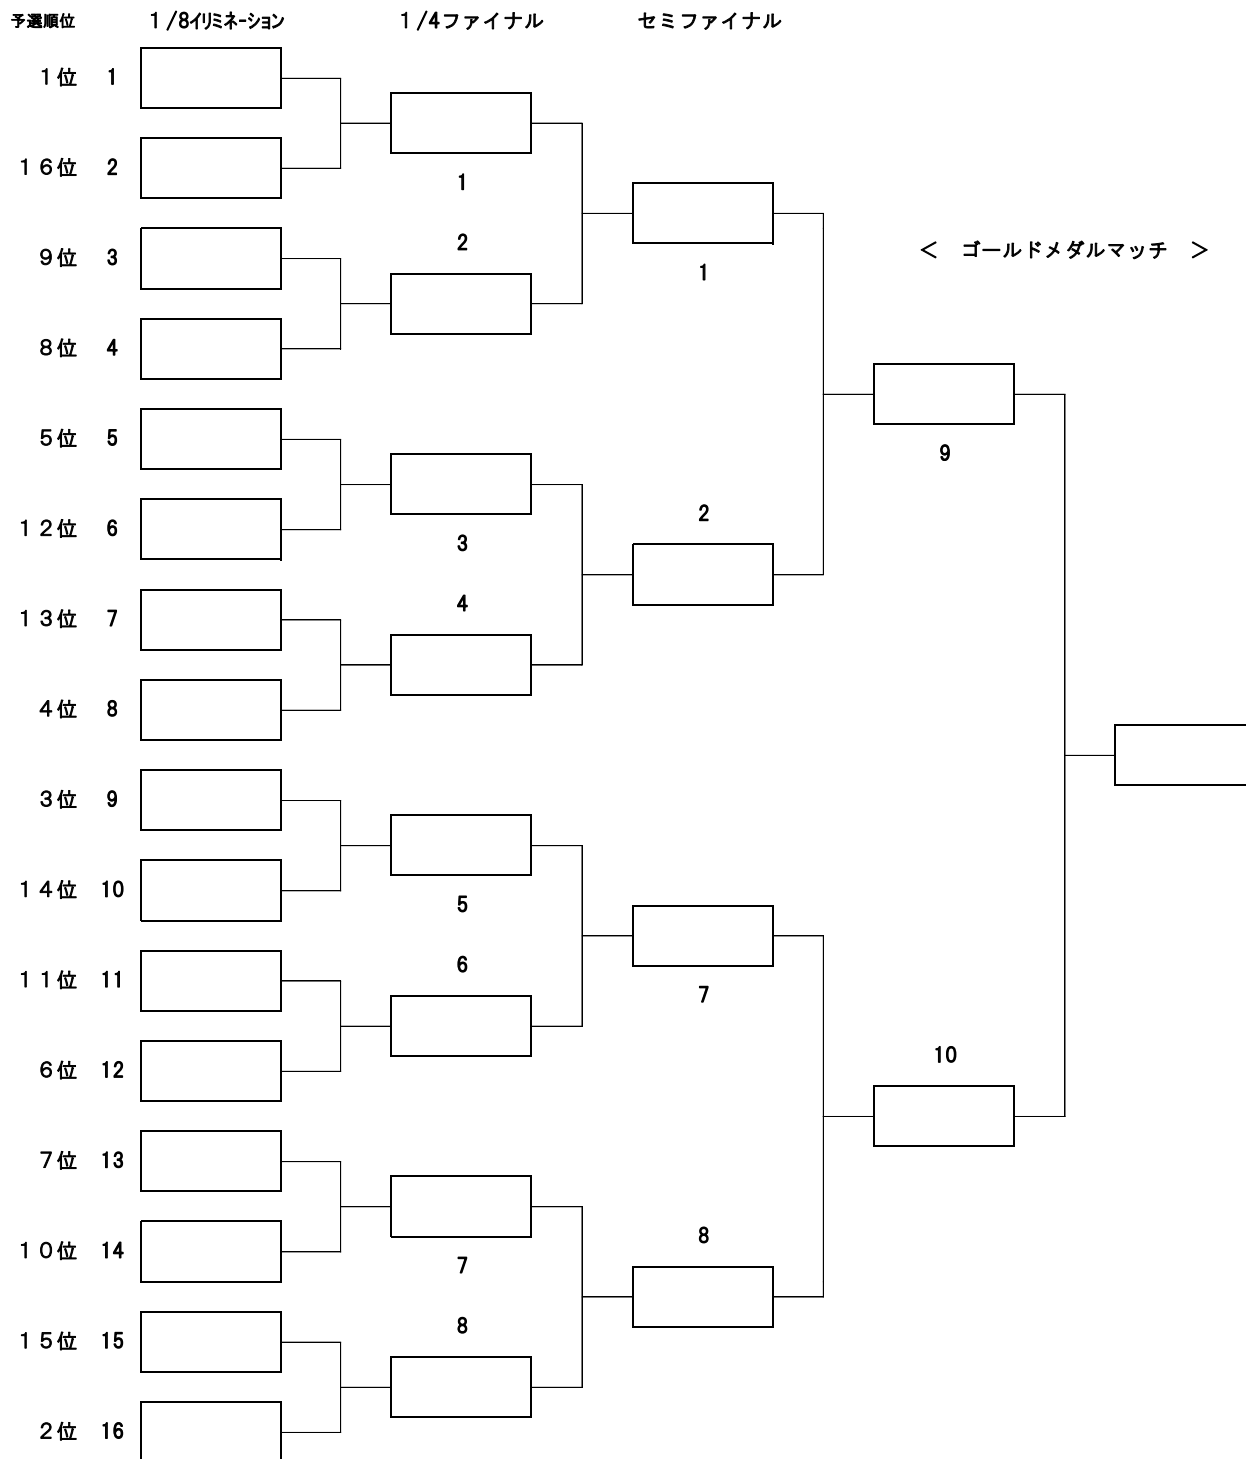 予選順位 1/8イリミネーション 1/4ファイナル セミファイナル
1位 1
16位 2
1
9位 3
2
< ゴールドメダルマッチ >
1
8位 4
5位 5
9
12位 6
3
2
13位 7
4
4位 8
3位 9
14位 10
5
11位 11
6
7
6位 12
10
7位 13
10位 14
7
8
15位 15
8
2位 16